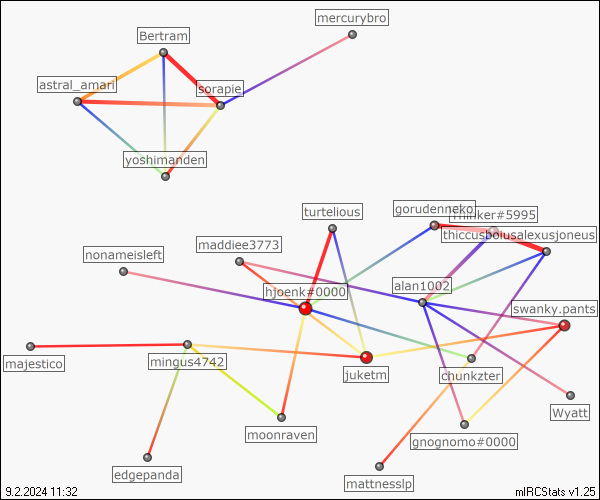 mercurybro
Bertram
astral_amari
sorapie
yoshimanden
turtelious
gorudenneko
Thinker#5995
thiccusbolusalexusjoneus
maddiee3773
nonameisleft
hjoenk#0000
alan1002
swanky.pants
majestico
mingus4742
juketm
chunkzter
Wyatt
moonraven
gnognomo#0000
edgepanda
mattnesslp
9.2.2024 11:32
mIRCStats v1.25